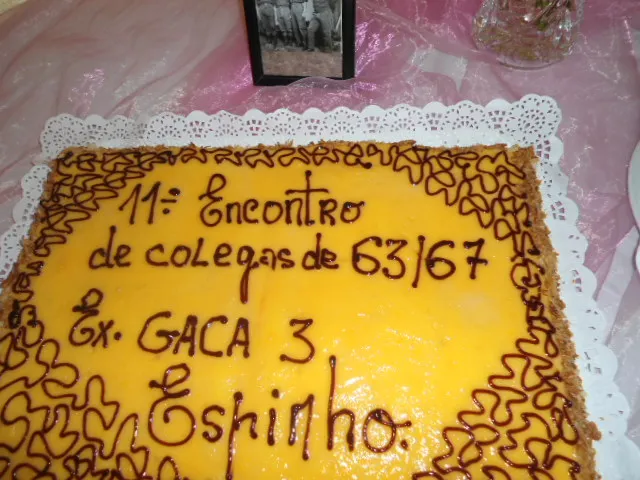 11º Encontro
de colegas de 63/67
Ex. GACA 3
Espinho.